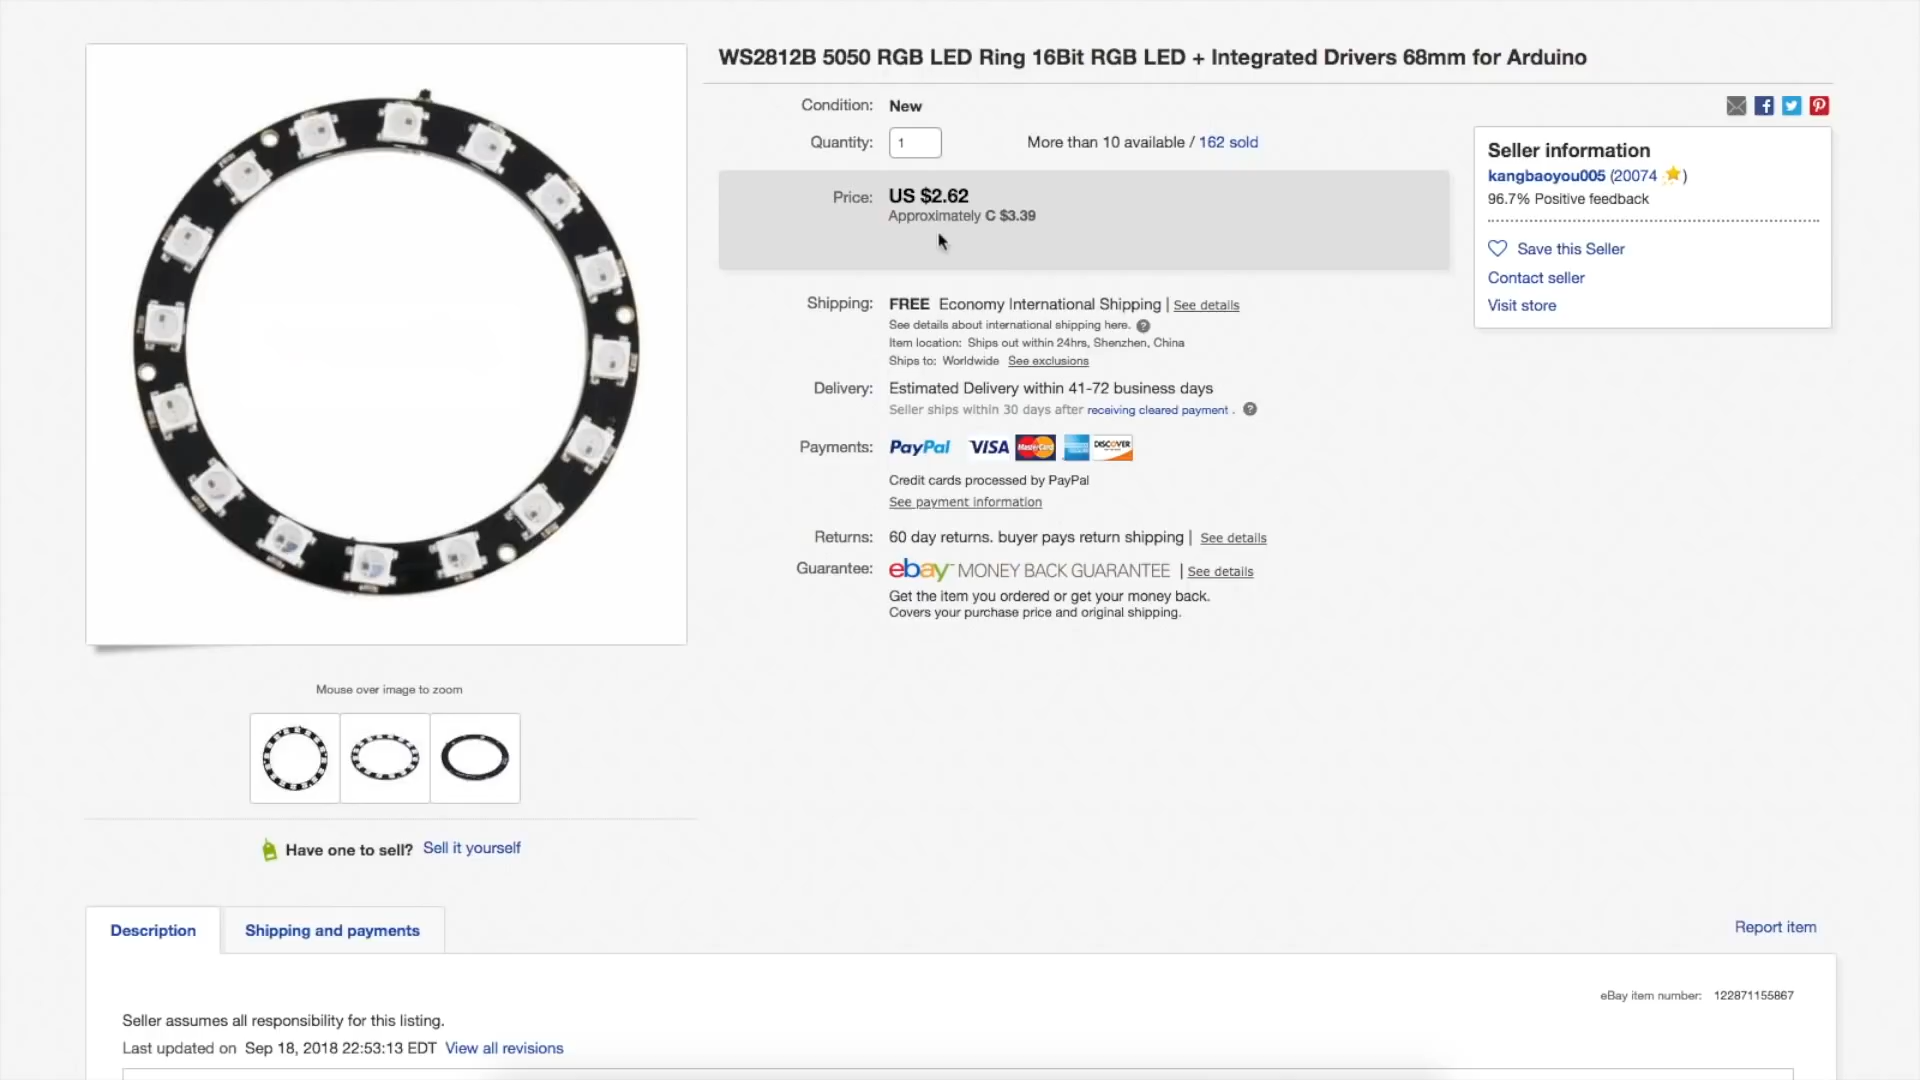 WS2812B 5050 RGB LED Ring 16Bit RGB LED + Integrated Drivers 68mm for Arduino
Condition: New
Quantity: 1 More than 10 available / 162 sold
Price: US $2.62
Approximately C $3.39
Shipping: FREE Economy International Shipping | See details
See details about international shipping here. ?
Item location: Ships out within 24hrs, Shenzhen, China
Ships to: Worldwide See exclusions
Delivery: Estimated Delivery within 41-72 business days
Seller ships within 30 days after receiving cleared payment . ?
Payments: PayPal VISA MasterCard DISCOVER
Credit cards processed by PayPal
See payment information
Returns: 60 day returns. buyer pays return shipping | See details
Guarantee: ebay MONEY BACK GUARANTEE | See details
Get the item you ordered or get your money back.
Covers your purchase price and original shipping.
Seller information
kangbaoyou005 (20074 )
96.7% Positive feedback
Save this Seller
Contact seller
Visit store
Mouse over image to zoom
Have one to sell? Sell it yourself
Description Shipping and payments
Report item
eBay item number: 122871155867
Seller assumes all responsibility for this listing.
Last updated on Sep 18, 2018 22:53:13 EDT View all revisions